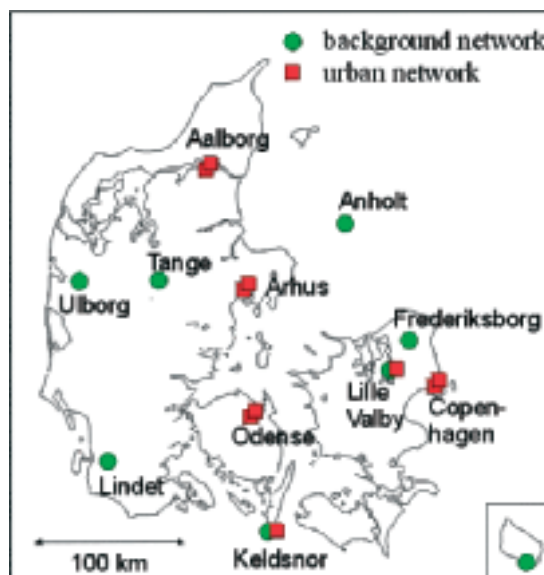 background network
urban network
Aalborg
Anholt
Tange
Ulborg
Århus
Frederiksborg
Lille
Valby
Copen-
hagen
Odense
Lindet
Keldsnor
100 km